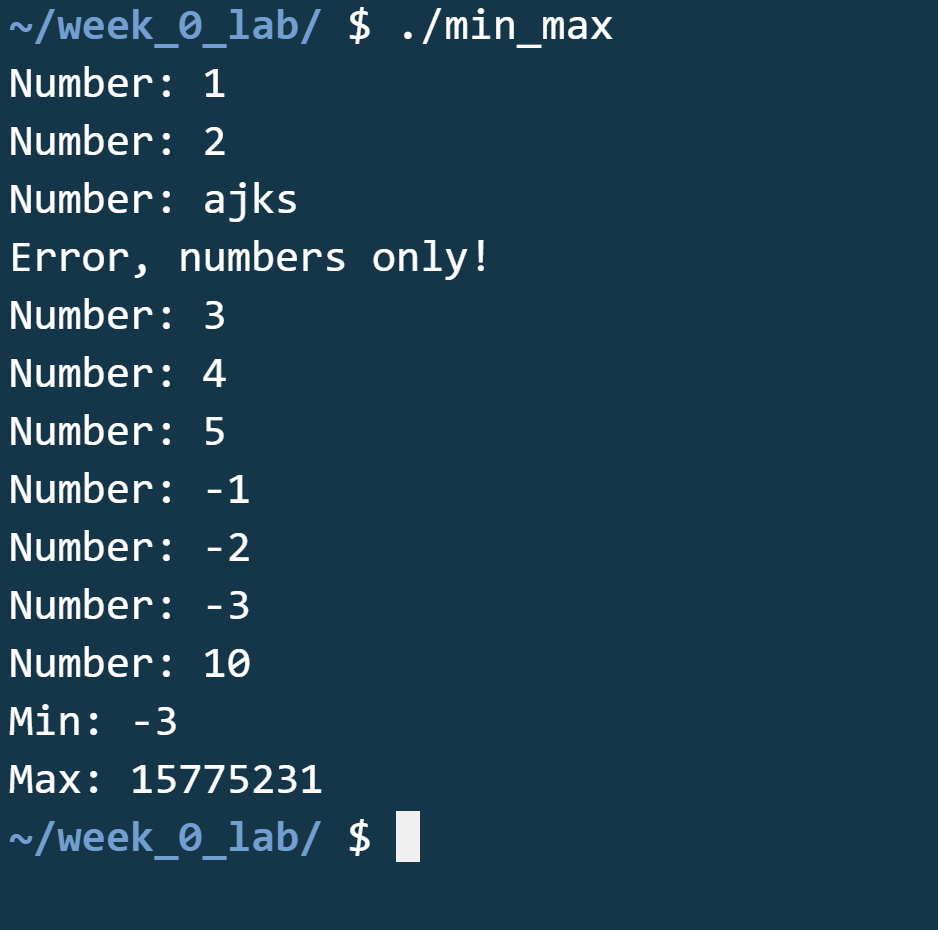 ~/week_0_lab/ $ ./min_max
Number: 1
Number: 2
Number: ajks
Error, numbers only!
Number: 3
Number: 4
Number: 5
Number: -1
Number: -2
Number: -3
Number: 10
Min: -3
Max: 15775231
~/week_0_lab/ $